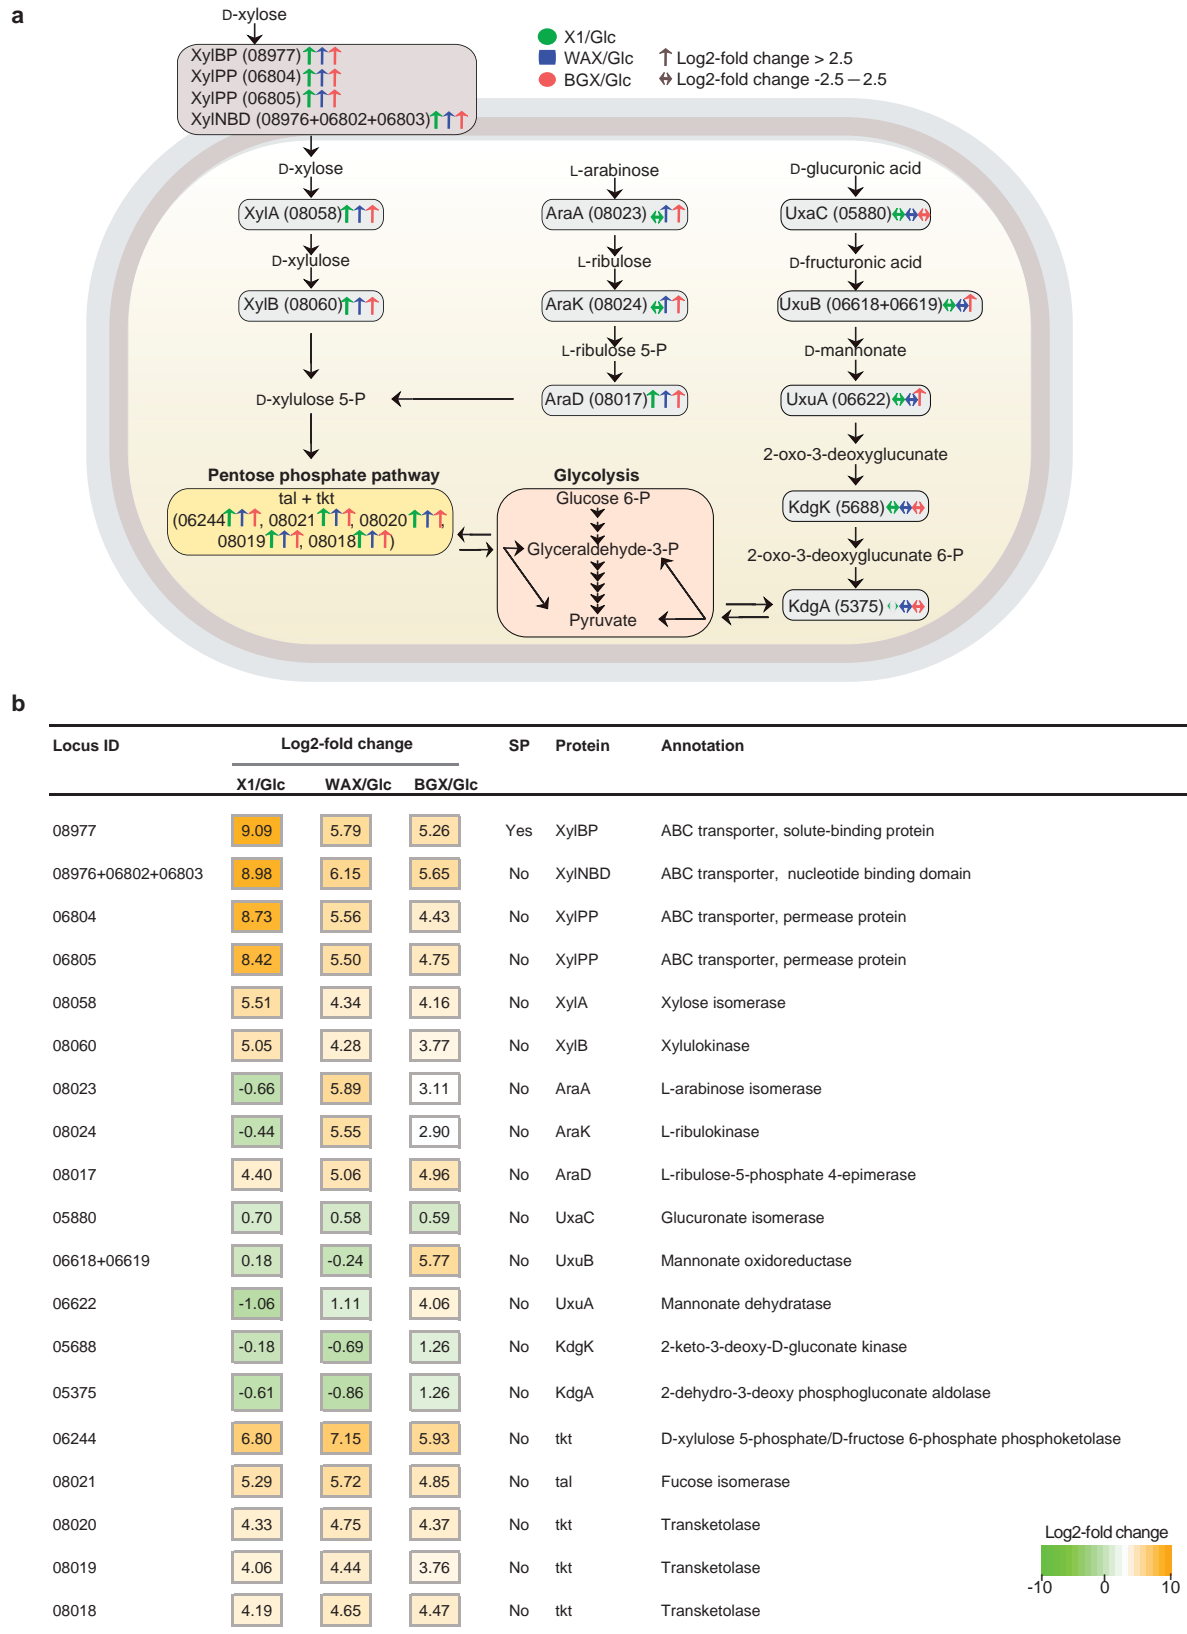 a
D-xylose
XylBP (08977)
XylPP (06804)
XylPP (06805)
XylNBD (08976+06802+06803)
X1/Glc
WAX/Glc
BGX/Glc
Log2-fold change > 2.5
Log2-fold change -2.5 – 2.5
D-xylose
L-arabinose
D-glucuronic acid
XylA (08058)
AraA (08023)
UxaC (05880)
D-xylulose
L-ribulose
D-fructuronic acid
XylB (08060)
AraK (08024)
UxuB (06618+06619)
L-ribulose 5-P
D-mannonate
D-xylulose 5-P
AraD (08017)
UxuA (06622)
2-oxo-3-deoxyglucunate
Pentose phosphate pathway
Glycolysis
tal + tkt
(06244, 08021, 08020,
08019, 08018)
Glucose 6-P
Glyceraldehyde-3-P
Pyruvate
KdgK (5688)
2-oxo-3-deoxyglucunate 6-P
KdgA (5375)
b
Locus ID Log2-fold change SP Protein Annotation
X1/Glc WAX/Glc BGX/Glc
08977 9.09 5.79 5.26 Yes XylBP ABC transporter, solute-binding protein
08976+06802+06803 8.98 6.15 5.65 No XylNBD ABC transporter, nucleotide binding domain
06804 8.73 5.56 4.43 No XylPP ABC transporter, permease protein
06805 8.42 5.50 4.75 No XylPP ABC transporter, permease protein
08058 5.51 4.34 4.16 No XylA Xylose isomerase
08060 5.05 4.28 3.77 No XylB Xylulokinase
08023 -0.66 5.89 3.11 No AraA L-arabinose isomerase
08024 -0.44 5.55 2.90 No AraK L-ribulokinase
08017 4.40 5.06 4.96 No AraD L-ribulose-5-phosphate 4-epimerase
05880 0.70 0.58 0.59 No UxaC Glucuronate isomerase
06618+06619 0.18 -0.24 5.77 No UxuB Mannonate oxidoreductase
06622 -1.06 1.11 4.06 No UxuA Mannonate dehydratase
05688 -0.18 -0.69 1.26 No KdgK 2-keto-3-deoxy-D-gluconate kinase
05375 -0.61 -0.86 1.26 No KdgA 2-dehydro-3-deoxy phosphogluconate aldolase
06244 6.80 7.15 5.93 No tkt D-xylulose 5-phosphate/D-fructose 6-phosphate phosphoketolase
08021 5.29 5.72 4.85 No tal Fucose isomerase
08020 4.33 4.75 4.37 No tkt Transketolase
08019 4.06 4.44 3.76 No tkt Transketolase
08018 4.19 4.65 4.47 No tkt Transketolase
Log2-fold change
-10 0 10